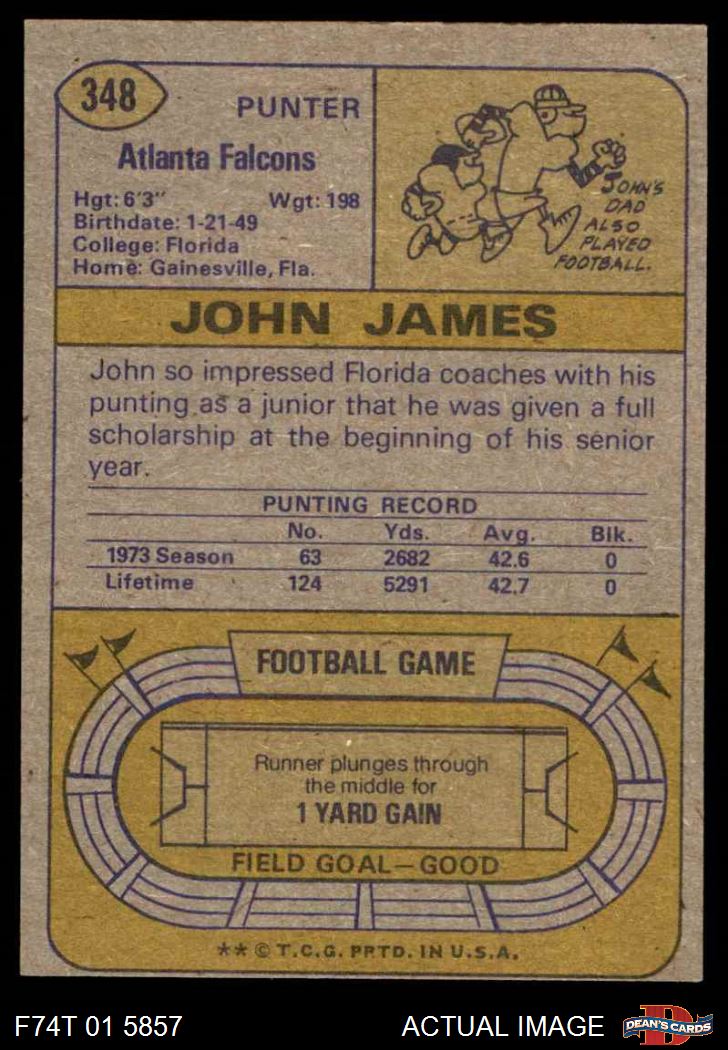 348
PUNTER
Atlanta Falcons
Hgt: 6'3" Wgt: 198
Birthdate: 1-21-49
College: Florida
Home: Gainesville, Fla.
JOHN'S
DAD
ALSO
PLAYED
FOOTBALL.
JOHN JAMES
John so impressed Florida coaches with his
punting as a junior that he was given a full
scholarship at the beginning of his senior
year.
PUNTING RECORD
No. Yds. Avg. Blk.
1973 Season 63 2682 42.6 0
Lifetime 124 5291 42.7 0
FOOTBALL GAME
Runner plunges through
the middle for
1 YARD GAIN
FIELD GOAL—GOOD
** © T.C.G. PRTD. IN U.S.A.
F74T 01 5857 ACTUAL IMAGE
DEAN'S CARDS